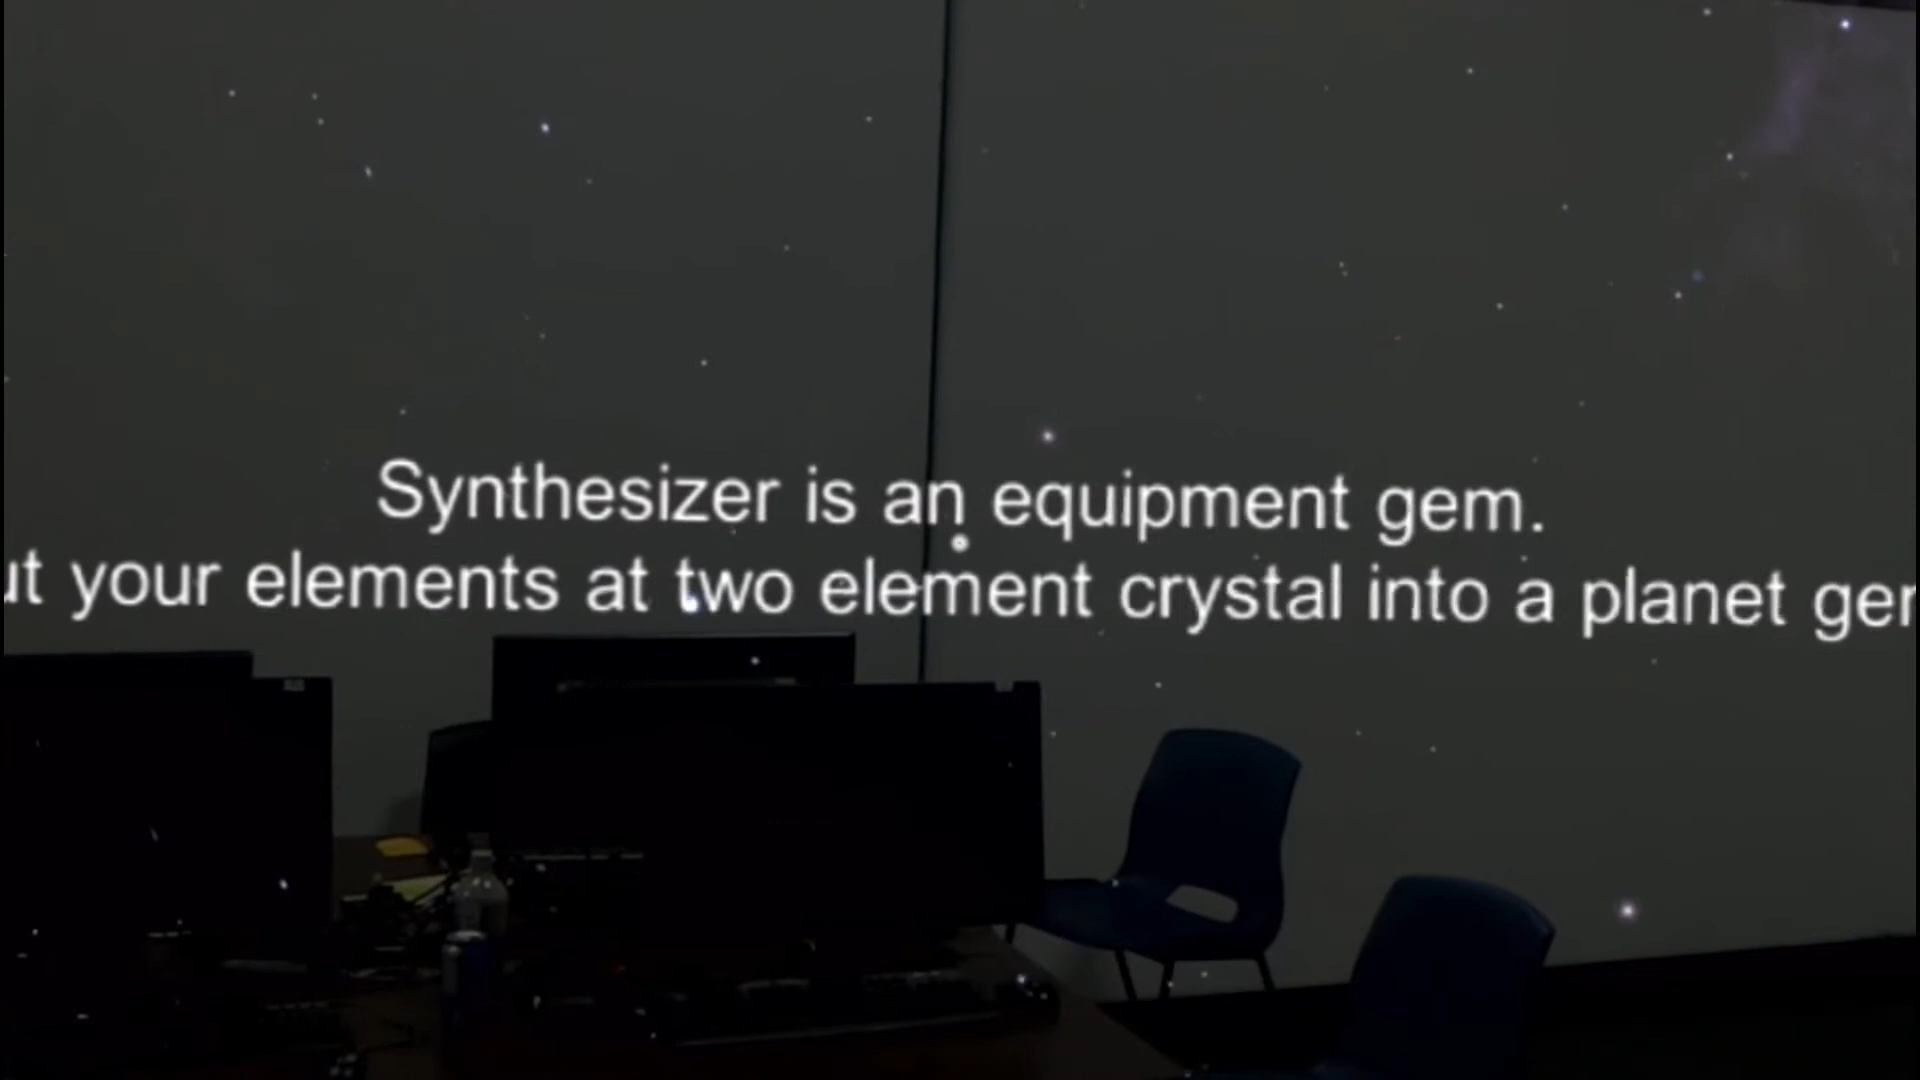 Synthesizer is an equipment gem.
your elements at two element crystal into a planet